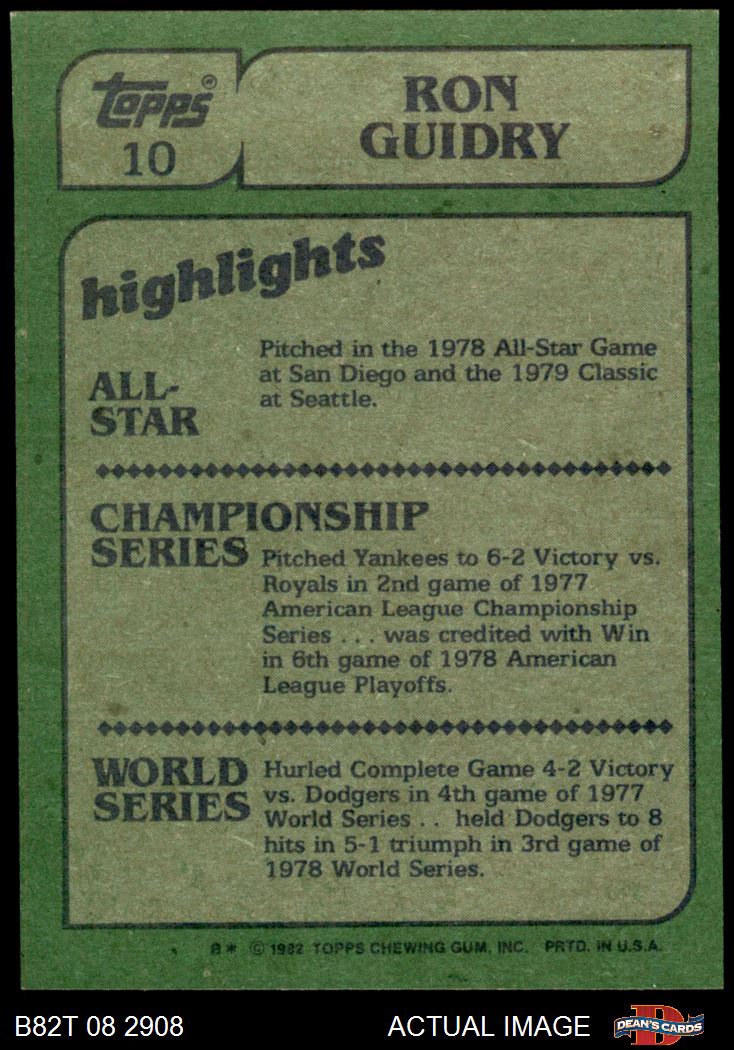 Topps®
10
RON
GUIDRY
highlights
ALL-
STAR
Pitched in the 1978 All-Star Game
at San Diego and the 1979 Classic
at Seattle.
CHAMPIONSHIP
SERIES
Pitched Yankees to 6-2 Victory vs.
Royals in 2nd game of 1977
American League Championship
Series . . . was credited with Win
in 6th game of 1978 American
League Playoffs.
WORLD
SERIES
Hurled Complete Game 4-2 Victory
vs. Dodgers in 4th game of 1977
World Series . . held Dodgers to 8
hits in 5-1 triumph in 3rd game of
1978 World Series.
B* © 1982 TOPPS CHEWING GUM, INC. PRTD. IN U.S.A.
B82T 08 2908
ACTUAL IMAGE
D
DEAN'S CARDS